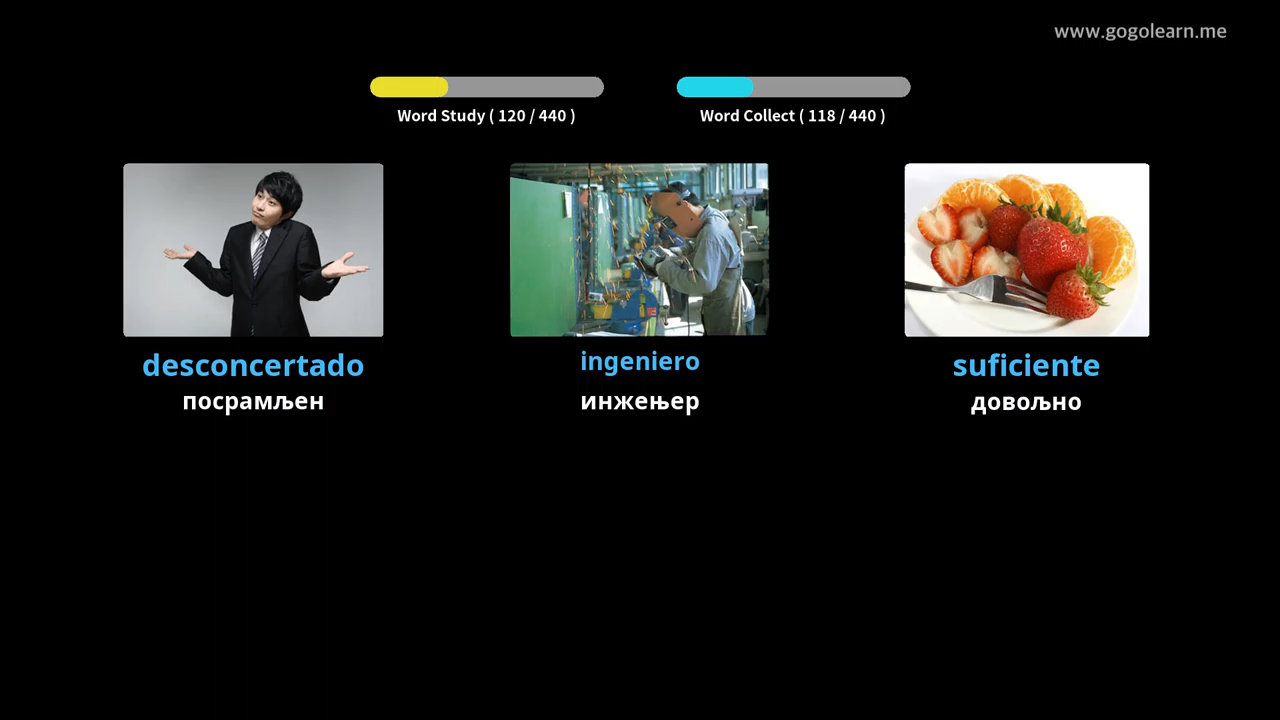 www.gogolearn.me
Word Study ( 120 / 440 )
Word Collect ( 118 / 440 )
desconcertado
посрамљен
ingeniero
инжењер
suficiente
довољно